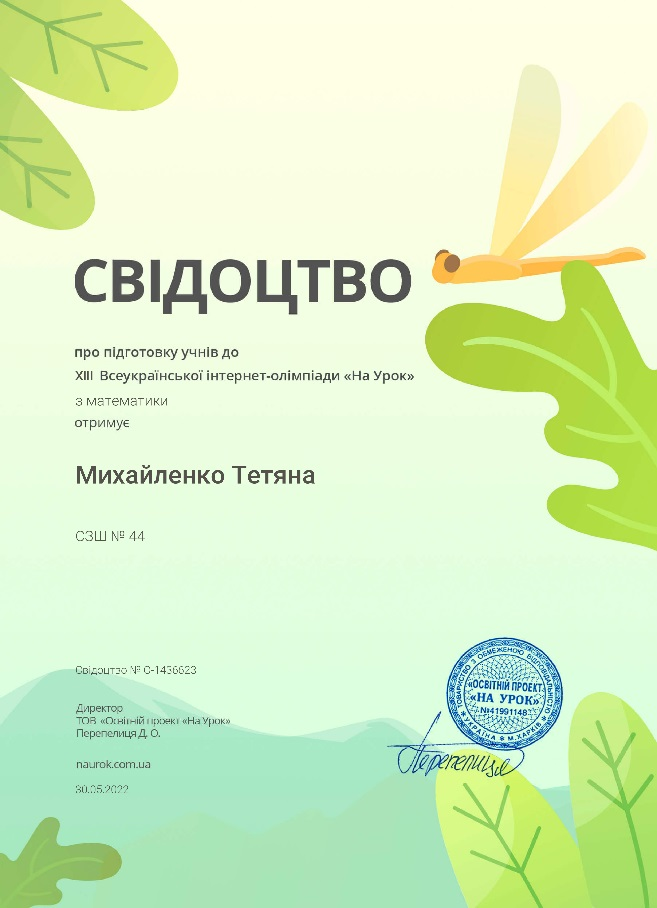 СВІДОЦТВО
про підготовку учнів до
XIII Всеукраїнської інтернет-олімпіади «На Урок»
з математики
отримує
Михайленко Тетяна
СЗШ № 44
Свідоцтво № О-1436623
Директор
ТОВ «Освітній проект «На Урок»
Перепелиця Д. О.
naurok.com.ua
30.05.2022
ТОВАРИСТВО З ОБМЕЖЕНОЮ ВІДПОВІДАЛЬНІСТЮ
«ОСВІТНІЙ ПРОЕКТ
«НА УРОК»
№41991148
УКРАЇНА * М.ХАРКІВ *
Перепелиця